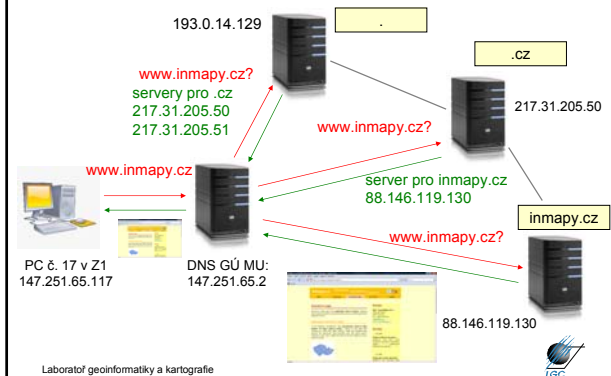 193.0.14.129
.
.cz
www.inmapy.cz?
servery pro .cz
217.31.205.50
217.31.205.51
217.31.205.50
www.inmapy.cz?
www.inmapy.cz
server pro inmapy.cz
88.146.119.130
inmapy.cz
www.inmapy.cz?
PC č. 17 v Z1
147.251.65.117
DNS GÚ MU:
147.251.65.2
88.146.119.130
Laboratoř geoinformatiky a kartografie
LGC